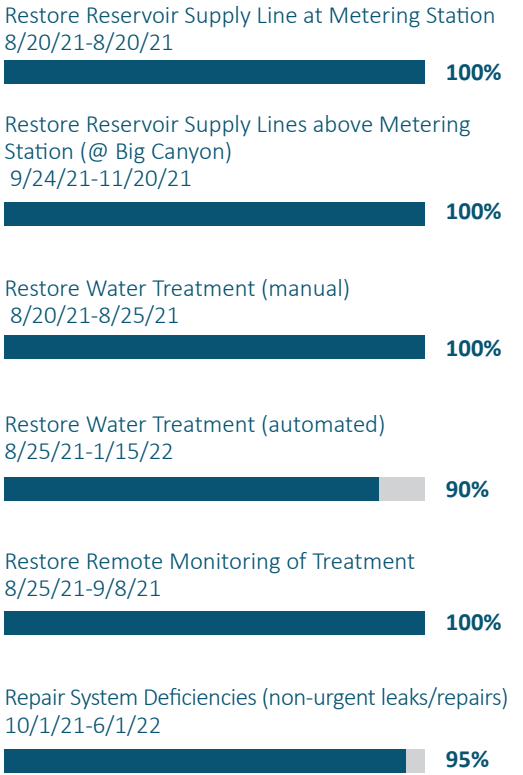 Restore Reservoir Supply Line at Metering Station
8/20/21-8/20/21
100%
Restore Reservoir Supply Lines above Metering
Station (@ Big Canyon)
9/24/21-11/20/21
100%
Restore Water Treatment (manual)
8/20/21-8/25/21
100%
Restore Water Treatment (automated)
8/25/21-1/15/22
90%
Restore Remote Monitoring of Treatment
8/25/21-9/8/21
100%
Repair System Deficiencies (non-urgent leaks/repairs)
10/1/21-6/1/22
95%